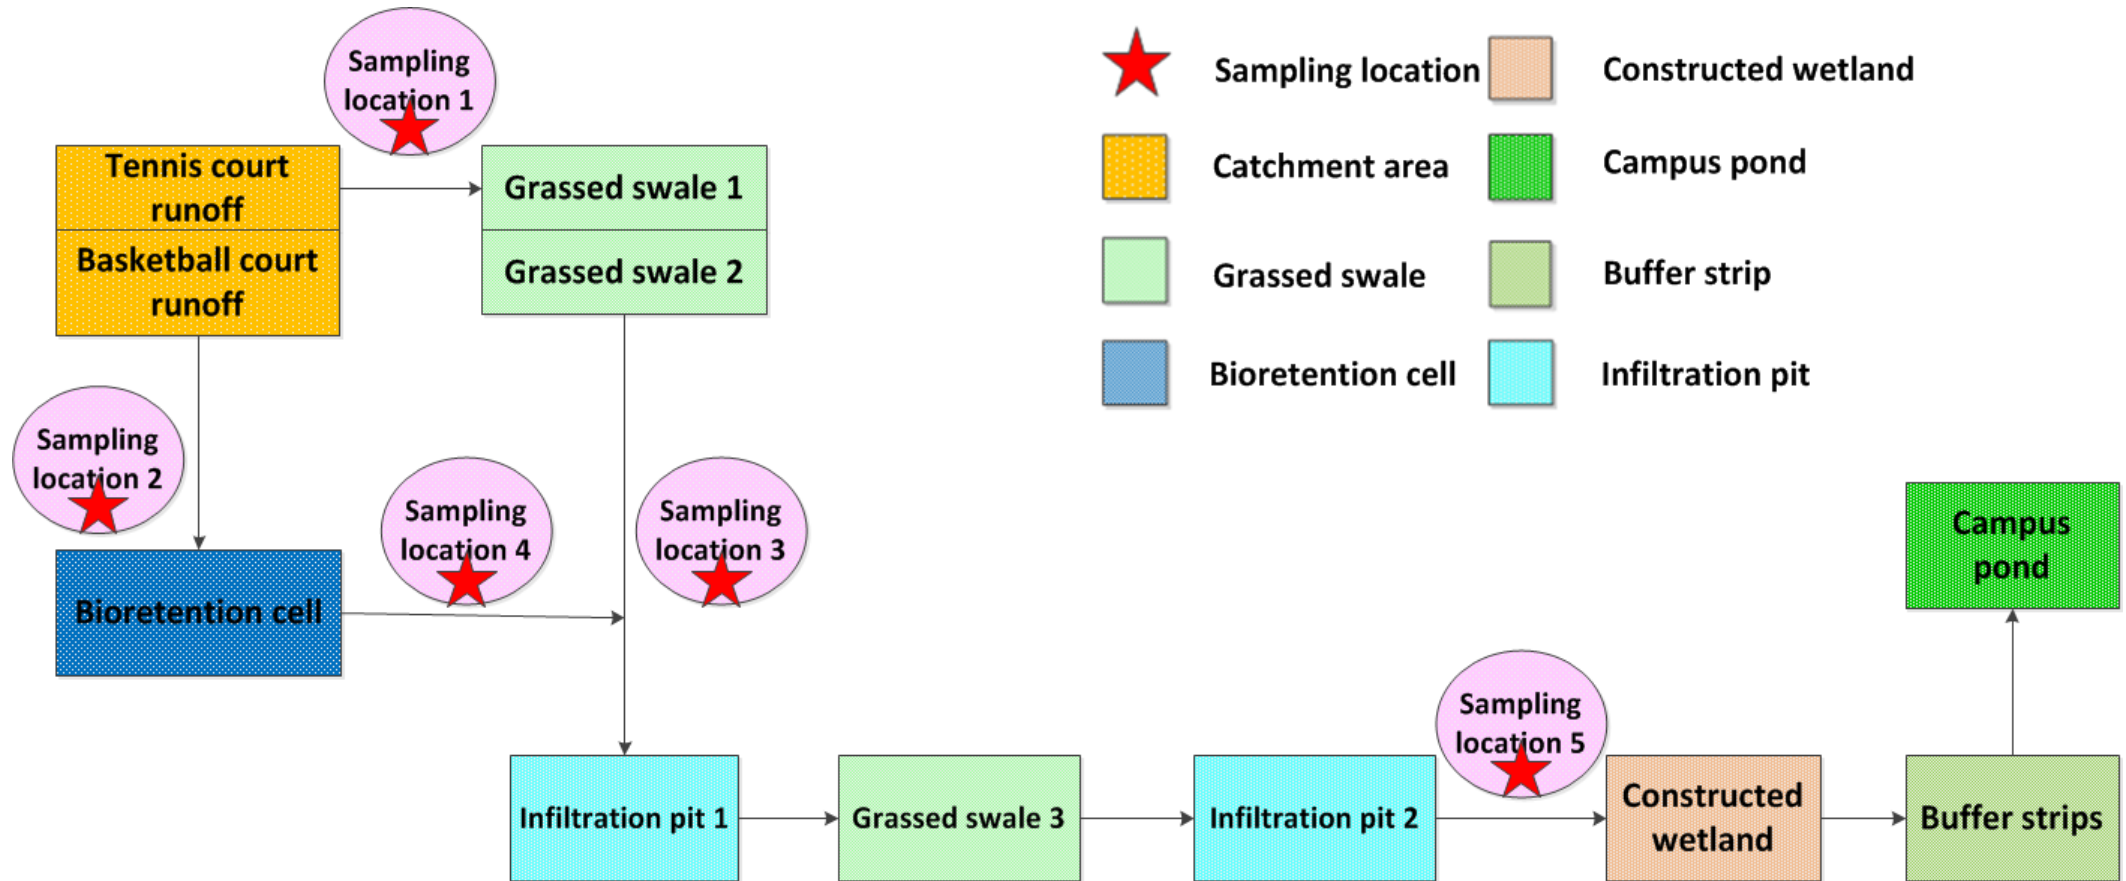 Sampling
location 1
Tennis court
runoff
Basketball court
runoff
Grassed swale 1
Grassed swale 2
Sampling location
Constructed wetland
Catchment area
Campus pond
Grassed swale
Buffer strip
Bioretention cell
Infiltration pit
Sampling
location 2
Sampling
location 4
Sampling
location 3
Bioretention cell
Campus
pond
Sampling
location 5
Infiltration pit 1
Grassed swale 3
Infiltration pit 2
Constructed
wetland
Buffer strips